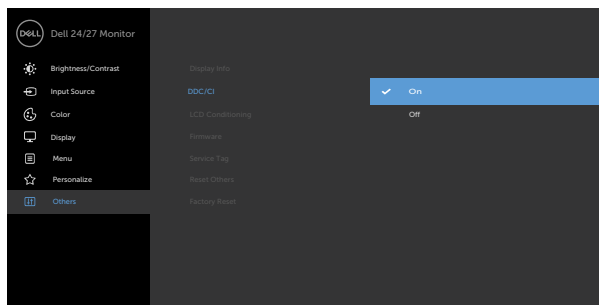 DELL
Dell 24/27 Monitor
Brightness/Contrast
Input Source
Color
Display
Menu
Personalize
Others
Display Info
DDC/CI
LCD Conditioning
Firmware
Service Tag
Reset Others
Factory Reset
On
Off